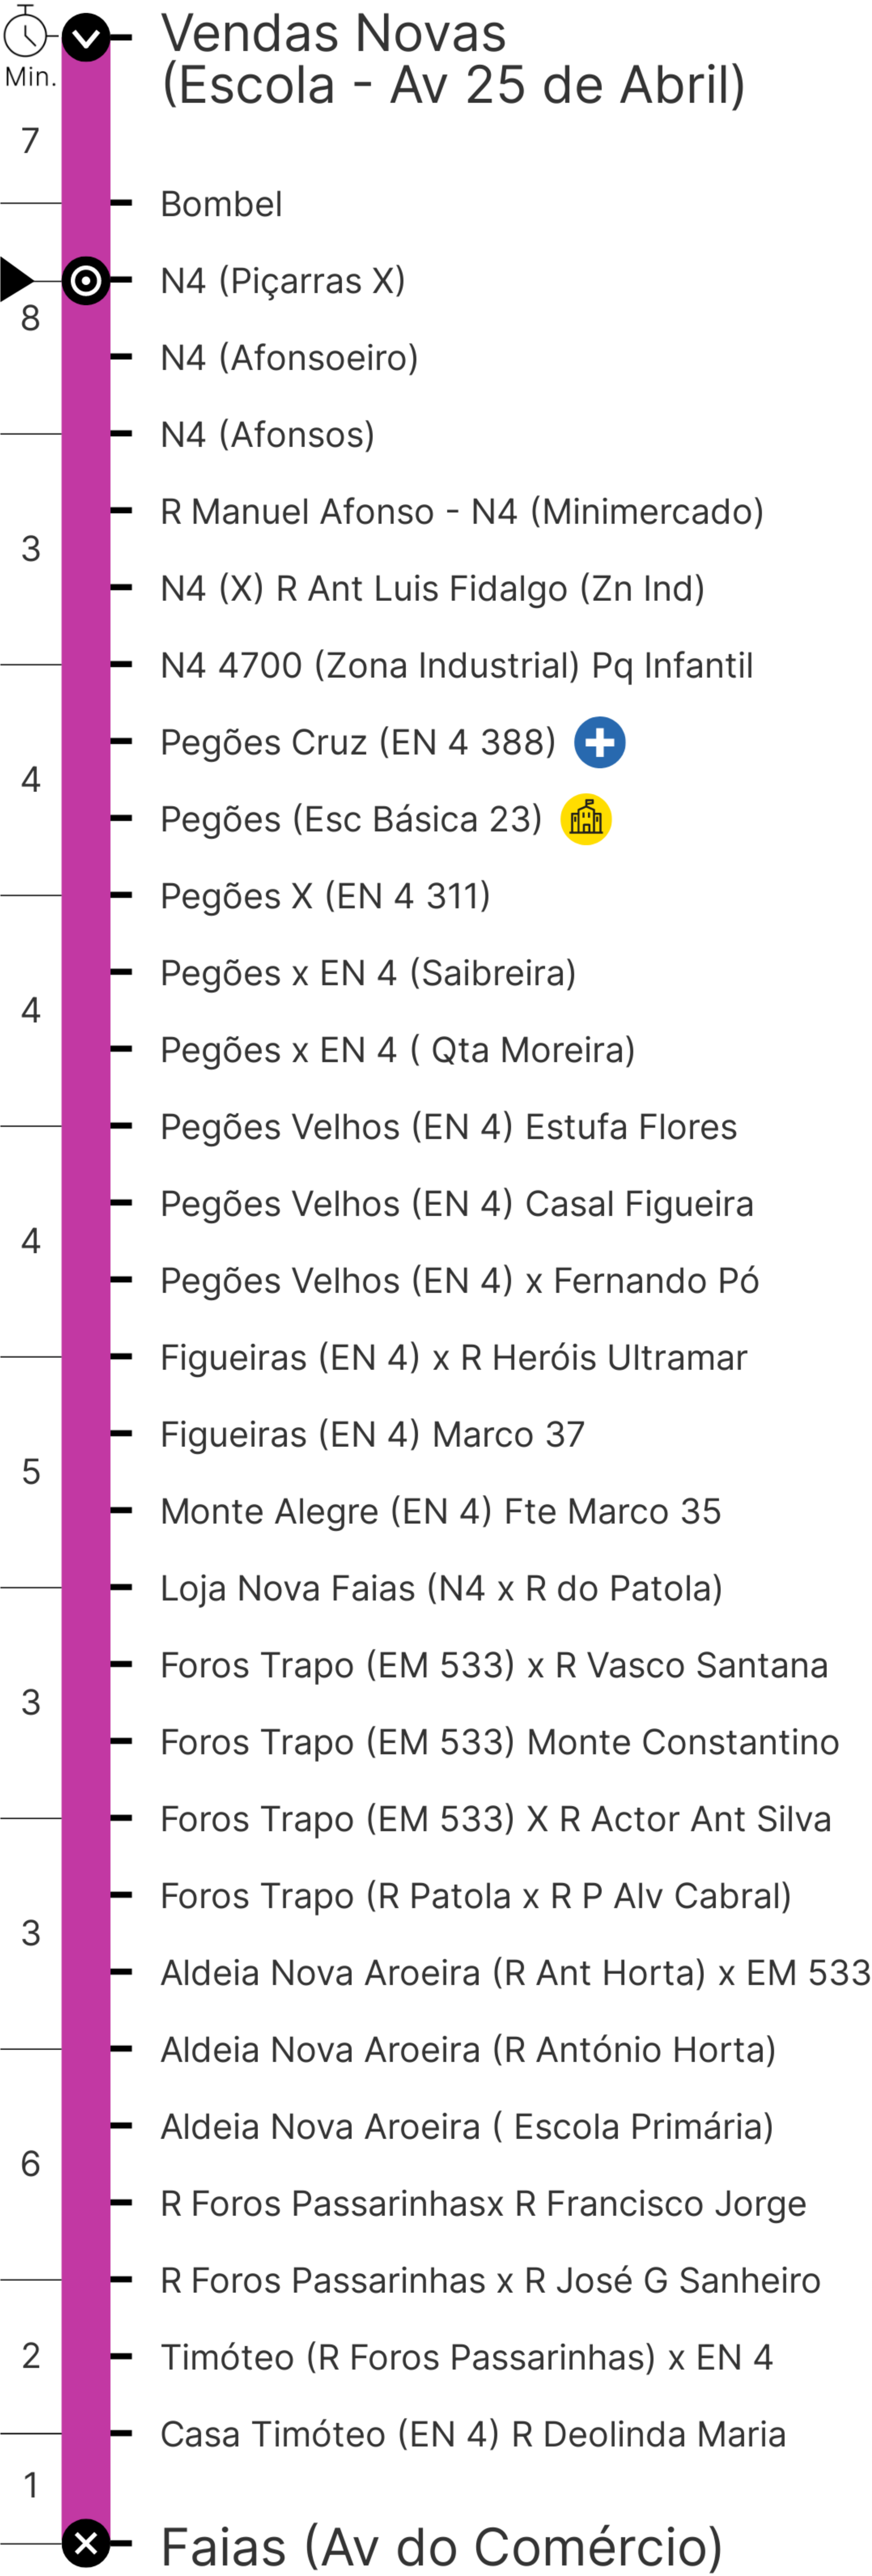 Vendas Novas
(Escola - Av 25 de Abril)
Min.
7
Bombel
N4 (Piçarras X)
8
N4 (Afonsoeiro)
N4 (Afonsos)
R Manuel Afonso - N4 (Minimercado)
3
N4 (X) R Ant Luis Fidalgo (Zn Ind)
N4 4700 (Zona Industrial) Pq Infantil
Pegões Cruz (EN 4 388)
4
Pegões (Esc Básica 23)
Pegões X (EN 4 311)
Pegões x EN 4 (Saibreira)
4
Pegões x EN 4 ( Qta Moreira)
Pegões Velhos (EN 4) Estufa Flores
Pegões Velhos (EN 4) Casal Figueira
4
Pegões Velhos (EN 4) x Fernando Pó
Figueiras (EN 4) x R Heróis Ultramar
Figueiras (EN 4) Marco 37
5
Monte Alegre (EN 4) Fte Marco 35
Loja Nova Faias (N4 x R do Patola)
Foros Trapo (EM 533) x R Vasco Santana
3
Foros Trapo (EM 533) Monte Constantino
Foros Trapo (EM 533) X R Actor Ant Silva
Foros Trapo (R Patola x R P Alv Cabral)
3
Aldeia Nova Aroeira (R Ant Horta) x EM 533
Aldeia Nova Aroeira (R António Horta)
Aldeia Nova Aroeira ( Escola Primária)
6
R Foros Passarinhasx R Francisco Jorge
R Foros Passarinhas x R José G Sanheiro
2
Timóteo (R Foros Passarinhas) x EN 4
Casa Timóteo (EN 4) R Deolinda Maria
1
Faias (Av do Comércio)